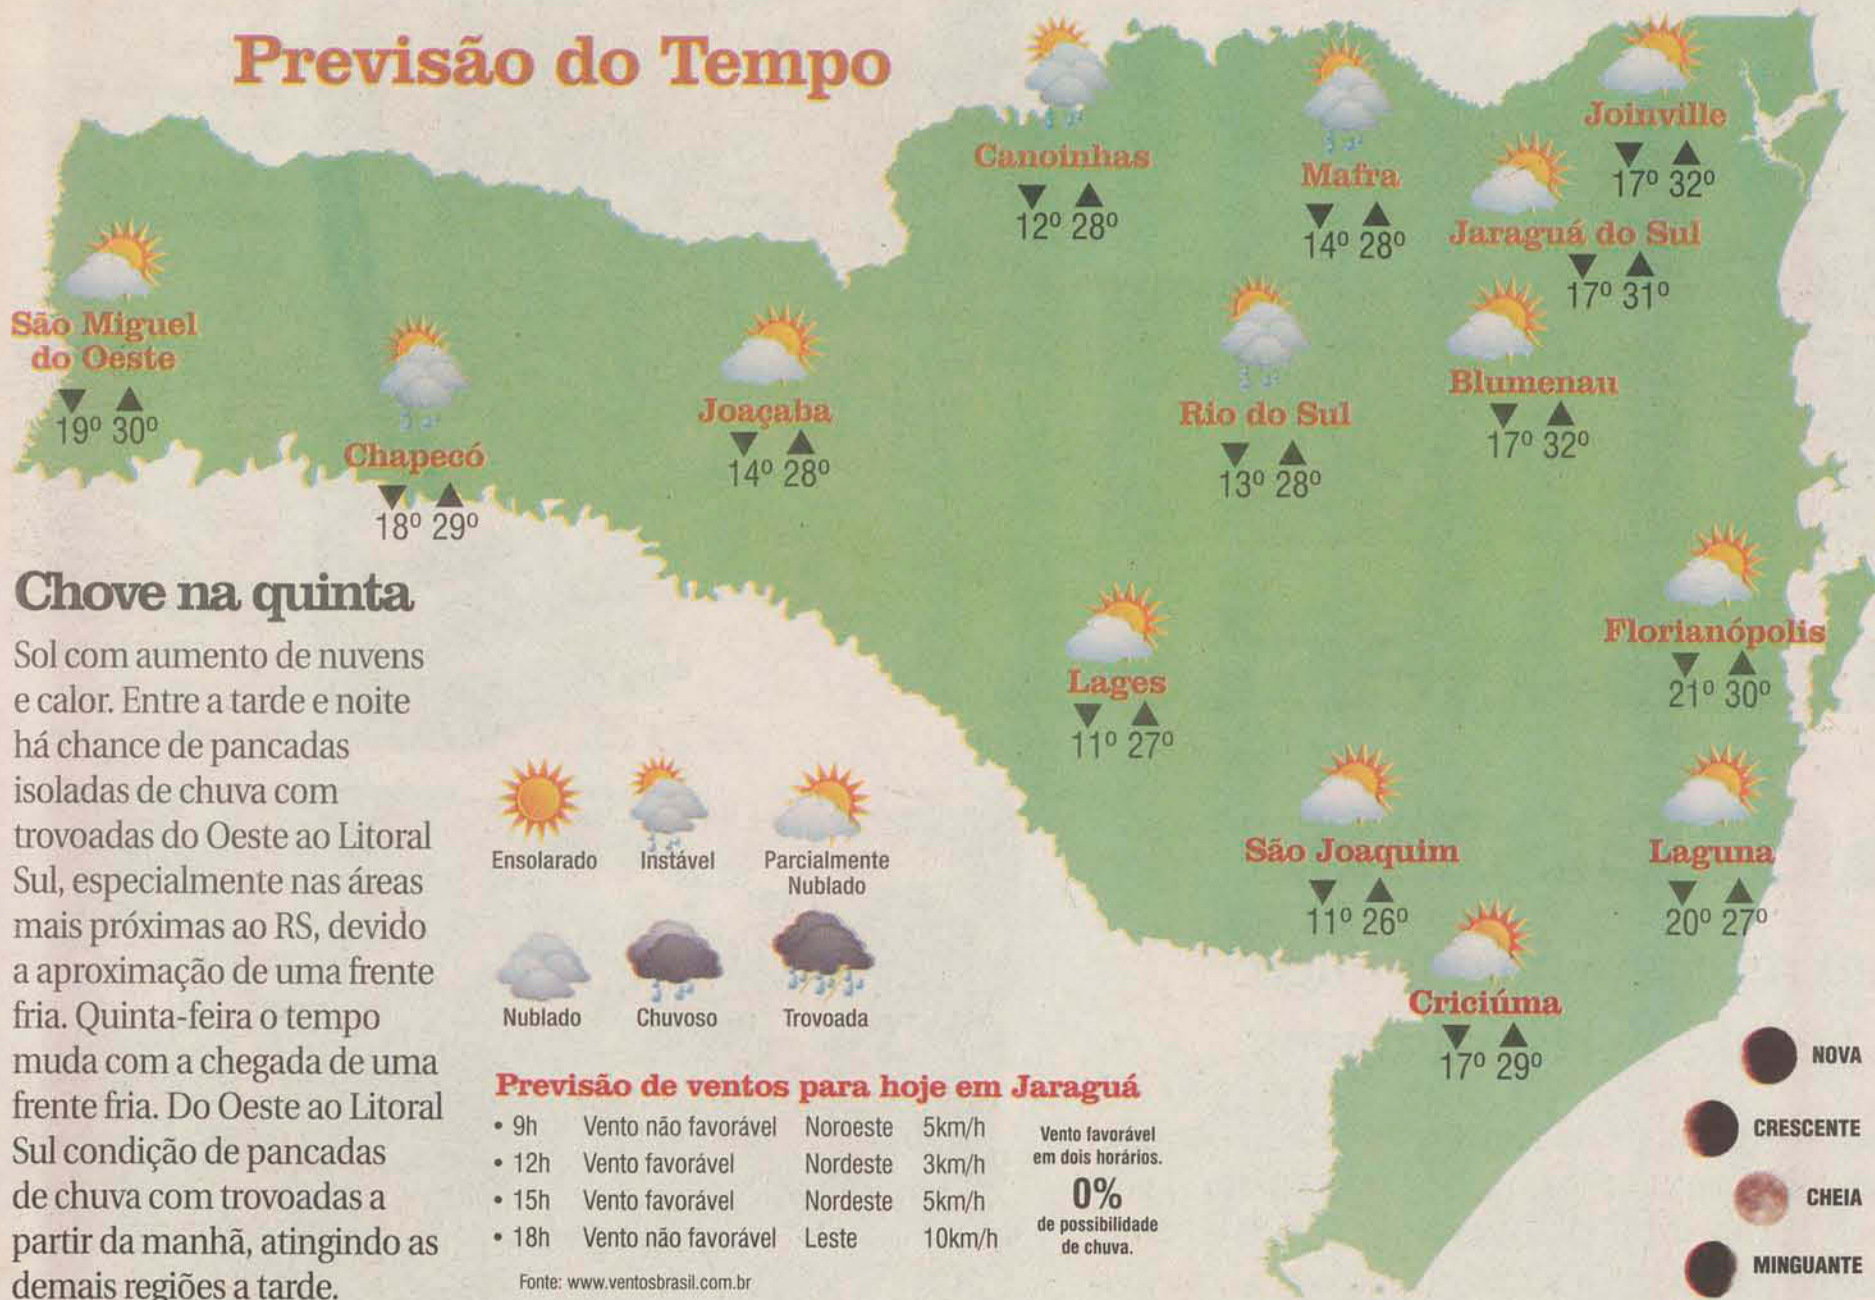 Previsão do Tempo
Canoinhas
12º 28º
Mafra
14º 28º
Joinville
17º 32º
Jaraguá do Sul
17º 31º
São Miguel
do Oeste
19º 30º
Chapecó
18º 29º
Joaçaba
14º 28º
Rio do Sul
13º 28º
Blumenau
17º 32º
Florianópolis
21º 30º
Lages
11º 27º
São Joaquim
11º 26º
Laguna
20º 27º
Criciúma
17º 29º
Chove na quinta
Sol com aumento de nuvens
e calor. Entre a tarde e noite
há chance de pancadas
isoladas de chuva com
trovoadas do Oeste ao Litoral
Sul, especialmente nas áreas
mais próximas ao RS, devido
a aproximação de uma frente
fria. Quinta-feira o tempo
muda com a chegada de uma
frente fria. Do Oeste ao Litoral
Sul condição de pancadas
de chuva com trovoadas a
partir da manhã, atingindo as
demais regiões a tarde.
Ensolarado
Instável
Parcialmente
Nublado
Nublado
Chuvoso
Trovoada
Previsão de ventos para hoje em Jaraguá
• 9h Vento não favorável Noroeste 5km/h
• 12h Vento favorável Nordeste 3km/h
• 15h Vento favorável Nordeste 5km/h
• 18h Vento não favorável Leste 10km/h
Vento favorável
em dois horários.
0%
de possibilidade
de chuva.
Fonte: www.ventosbrasil.com.br
NOVA
CRESCENTE
CHEIA
MINGUANTE